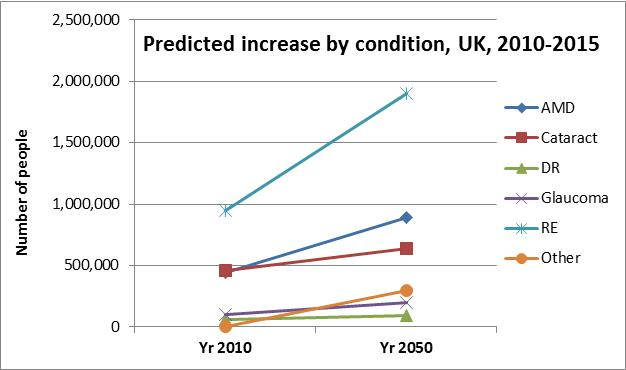 Predicted increase by condition, UK, 2010-2015
2,500,000
2,000,000
1,500,000
1,000,000
500,000
0
Number of people
Yr 2010
Yr 2050
AMD
Cataract
DR
Glaucoma
RE
Other